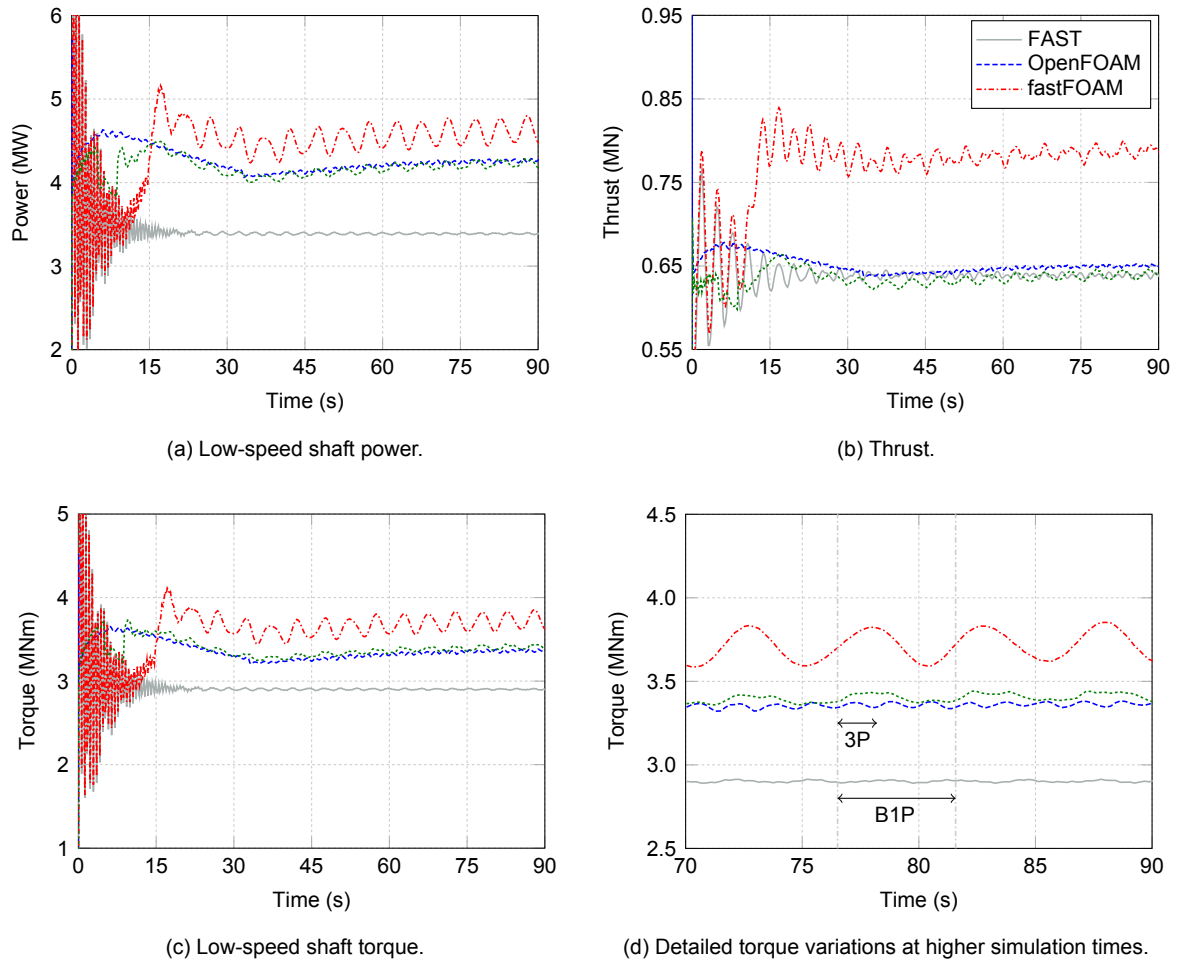 6
5
4
3
2
Power (MW)
0 15 30 45 60 75 90
Time (s)
(a) Low-speed shaft power.
0.95
0.85
0.75
0.65
0.55
Thrust (MN)
FAST
OpenFOAM
fastFOAM
0 15 30 45 60 75 90
Time (s)
(b) Thrust.
5
4
3
2
1
Torque (MNm)
0 15 30 45 60 75 90
Time (s)
(c) Low-speed shaft torque.
4.5
4.0
3.5
3.0
2.5
Torque (MNm)
3P
B1P
70 75 80 85 90
Time (s)
(d) Detailed torque variations at higher simulation times.